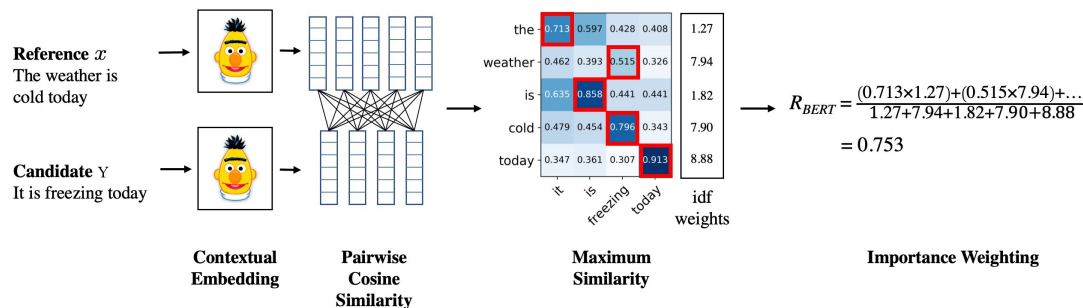 Reference x
The weather is
cold today
Candidate Y
It is freezing today
Contextual
Embedding
Pairwise
Cosine
Similarity
the 0.713 0.597 0.428 0.408 1.27
weather 0.462 0.393 0.515 0.326 7.94
is 0.635 0.858 0.441 0.441 1.82
cold 0.479 0.454 0.796 0.343 7.90
today 0.347 0.361 0.307 0.913 8.88
it is freezing today
idf
weights
Maximum
Similarity
R_BERT = (0.713×1.27)+(0.515×7.94)+…
1.27+7.94+1.82+7.90+8.88
= 0.753
Importance Weighting